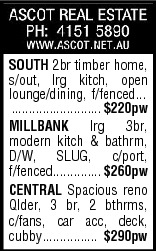 ASCOT REAL ESTATE
PH: 4151 5890
WWW.ASCOT.NET.AU
SOUTH 2br timber home,
s/out, lrg kitch, open
lounge/dining, f/fenced...
........................ $220pw
MILLBANK lrg 3br,
modern kitch & bathrm,
D/W, SLUG, c/port,
f/fenced............... $260pw
CENTRAL Spacious reno
Qlder, 3 br, 2 bthrms,
c/fans, car acc, deck,
cubby................ $290pw